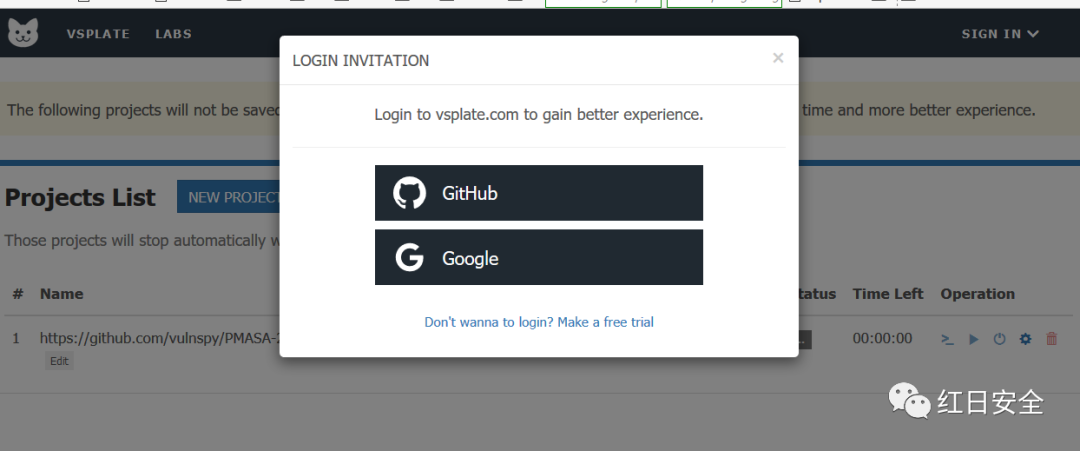 VSPLATE LABS SIGN IN
LOGIN INVITATION ×
The following projects will not be saved
Login to vsplate.com to gain better experience.
time and more better experience.
GitHub
Projects List NEW PROJECT
Those projects will stop automatically
Google
# Name tatus Time Left Operation
Don't wanna to login? Make a free trial
1 https://github.com/vulnspy/PMASA-2 00:00:00
Edit
红日安全